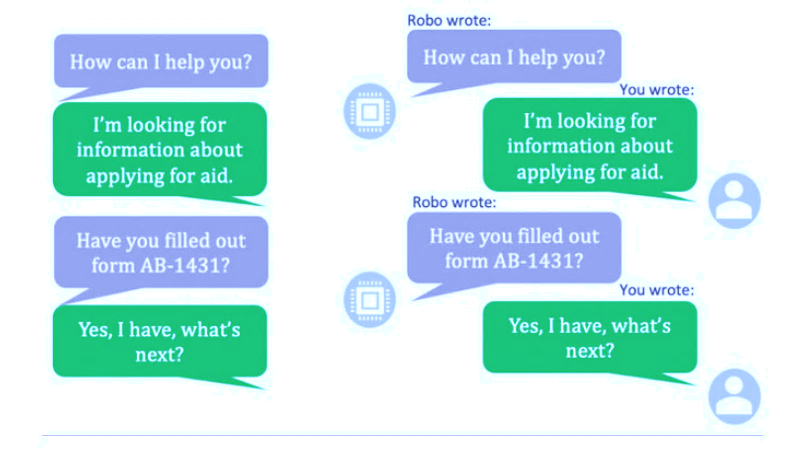 How can I help you?
I'm looking for
information about
applying for aid.
Have you filled out
form AB-1431?
Yes, I have, what's
next?
Robo wrote:
How can I help you?
You wrote:
I'm looking for
information about
applying for aid.
Robo wrote:
Have you filled out
form AB-1431?
You wrote:
Yes, I have, what's
next?